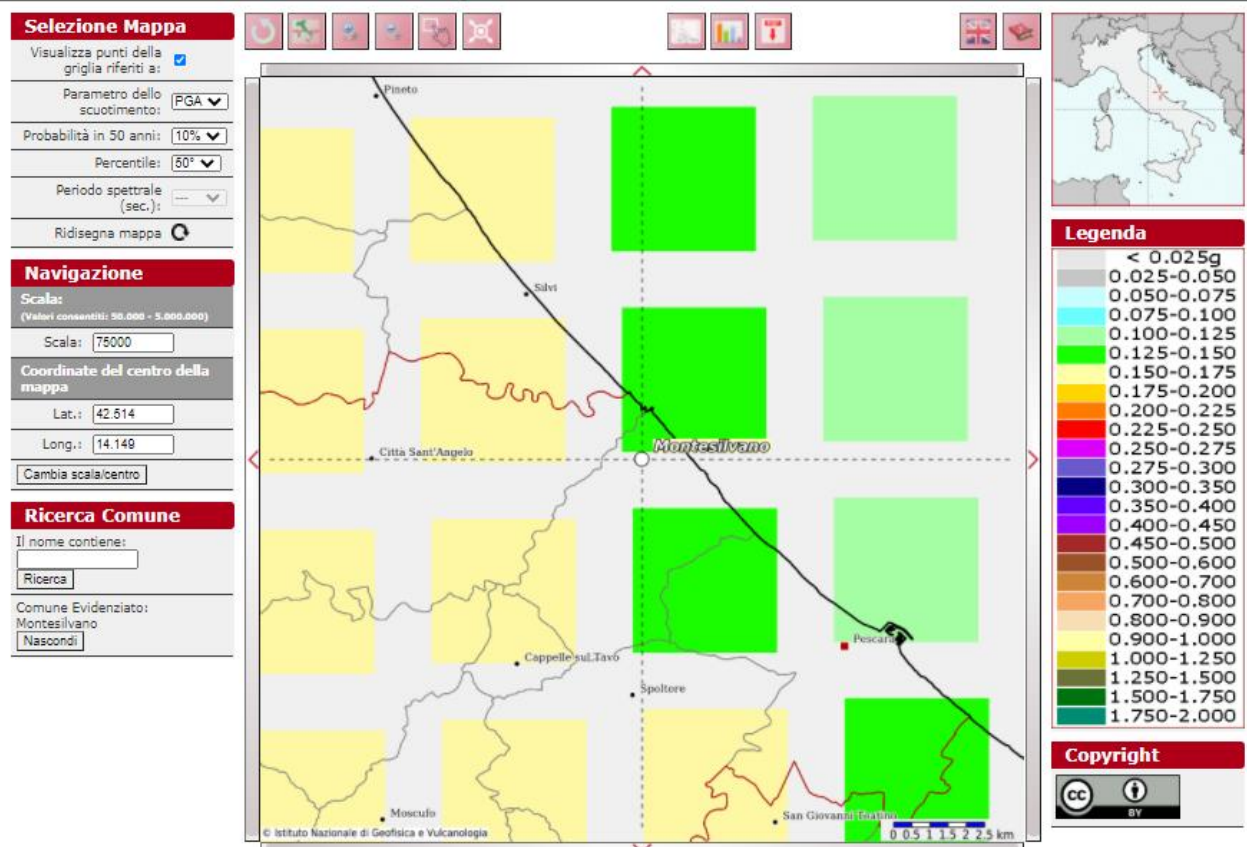 Selezione Mappa
Visualizza punti della
griglia riferiti a:
Parametro dello
scuotimento:
PGA
Probabilità in 50 anni:
10%
Percentile:
50°
Periodo spettrale
(sec.):
---
Ridisegna mappa
Navigazione
Scala:
(Valori consentiti: 50.000 - 5.000.000)
Scala:
75000
Coordinate del centro della
mappa
Lat.:
42.514
Long.:
14.149
Cambia scala/centro
Ricerca Comune
Il nome contiene:
Ricerca
Comune Evidenziato:
Montesilvano
Nascondi
Pineto
Silvi
Montesilvano
Città Sant'Angelo
Pescara
Cappelle sul Tavo
Spoltore
Moscufo
San Giovanni Teatino
© Istituto Nazionale di Geofisica e Vulcanologia
0 0.5 1 1.5 2 2.5 km
Legenda
< 0.025g
0.025-0.050
0.050-0.075
0.075-0.100
0.100-0.125
0.125-0.150
0.150-0.175
0.175-0.200
0.200-0.225
0.225-0.250
0.250-0.275
0.275-0.300
0.300-0.350
0.350-0.400
0.400-0.450
0.450-0.500
0.500-0.600
0.600-0.700
0.700-0.800
0.800-0.900
0.900-1.000
1.000-1.250
1.250-1.500
1.500-1.750
1.750-2.000
Copyright
cc
BY